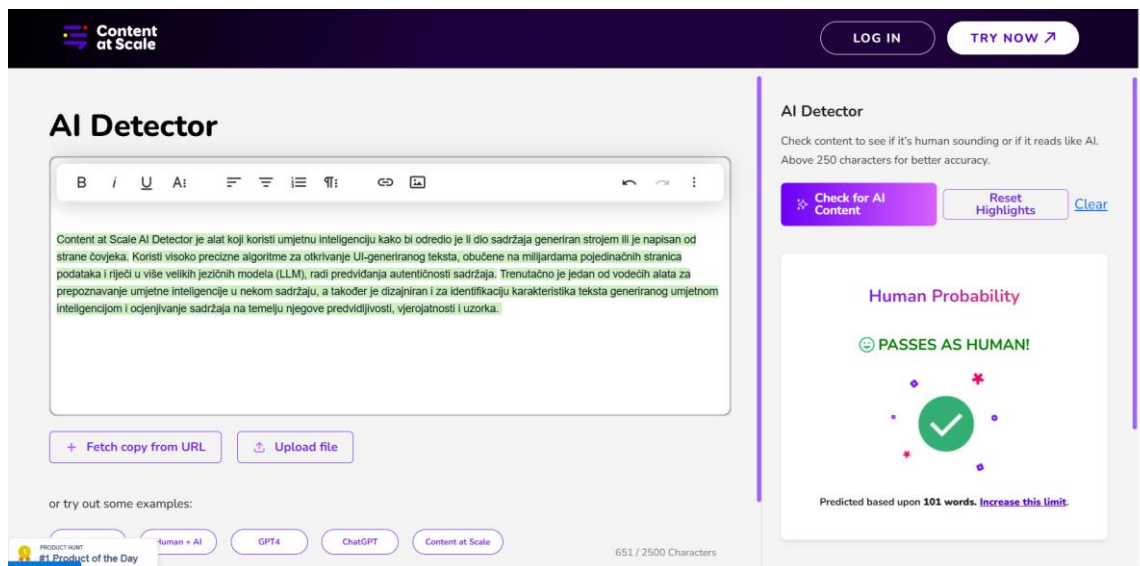 Content
at Scale
LOG IN
TRY NOW
AI Detector
B i U A
Content at Scale AI Detector je alat koji koristi umjetnu inteligenciju kako bi odredio je li dio sadržaja generiran strojem ili je napisan od
strane čovjeka. Koristi visoko precizne algoritme za otkrivanje UI-generiranog teksta, obučene na milijardama pojedinačnih stranica
podataka i riječi u više velikih jezičnih modela (LLM), radi predviđanja autentičnosti sadržaja. Trenutačno je jedan od vodećih alata za
prepoznavanje umjetne inteligencije u nekom sadržaju, a također je dizajniran i za identifikaciju karakteristika teksta generiranog umjetnom
inteligencijom i ocjenjivanje sadržaja na temelju njegove predvidljivosti, vjerojatnosti i uzorka.
+ Fetch copy from URL
Upload file
or try out some examples:
Human + AI
GPT4
ChatGPT
Content at Scale
651 / 2500 Characters
PRODUCT HUNT
#1 Product of the Day
AI Detector
Check content to see if it's human sounding or if it reads like AI.
Above 250 characters for better accuracy.
Check for AI
Content
Reset
Highlights
Clear
Human Probability
PASSES AS HUMAN!
Predicted based upon 101 words. Increase this limit.